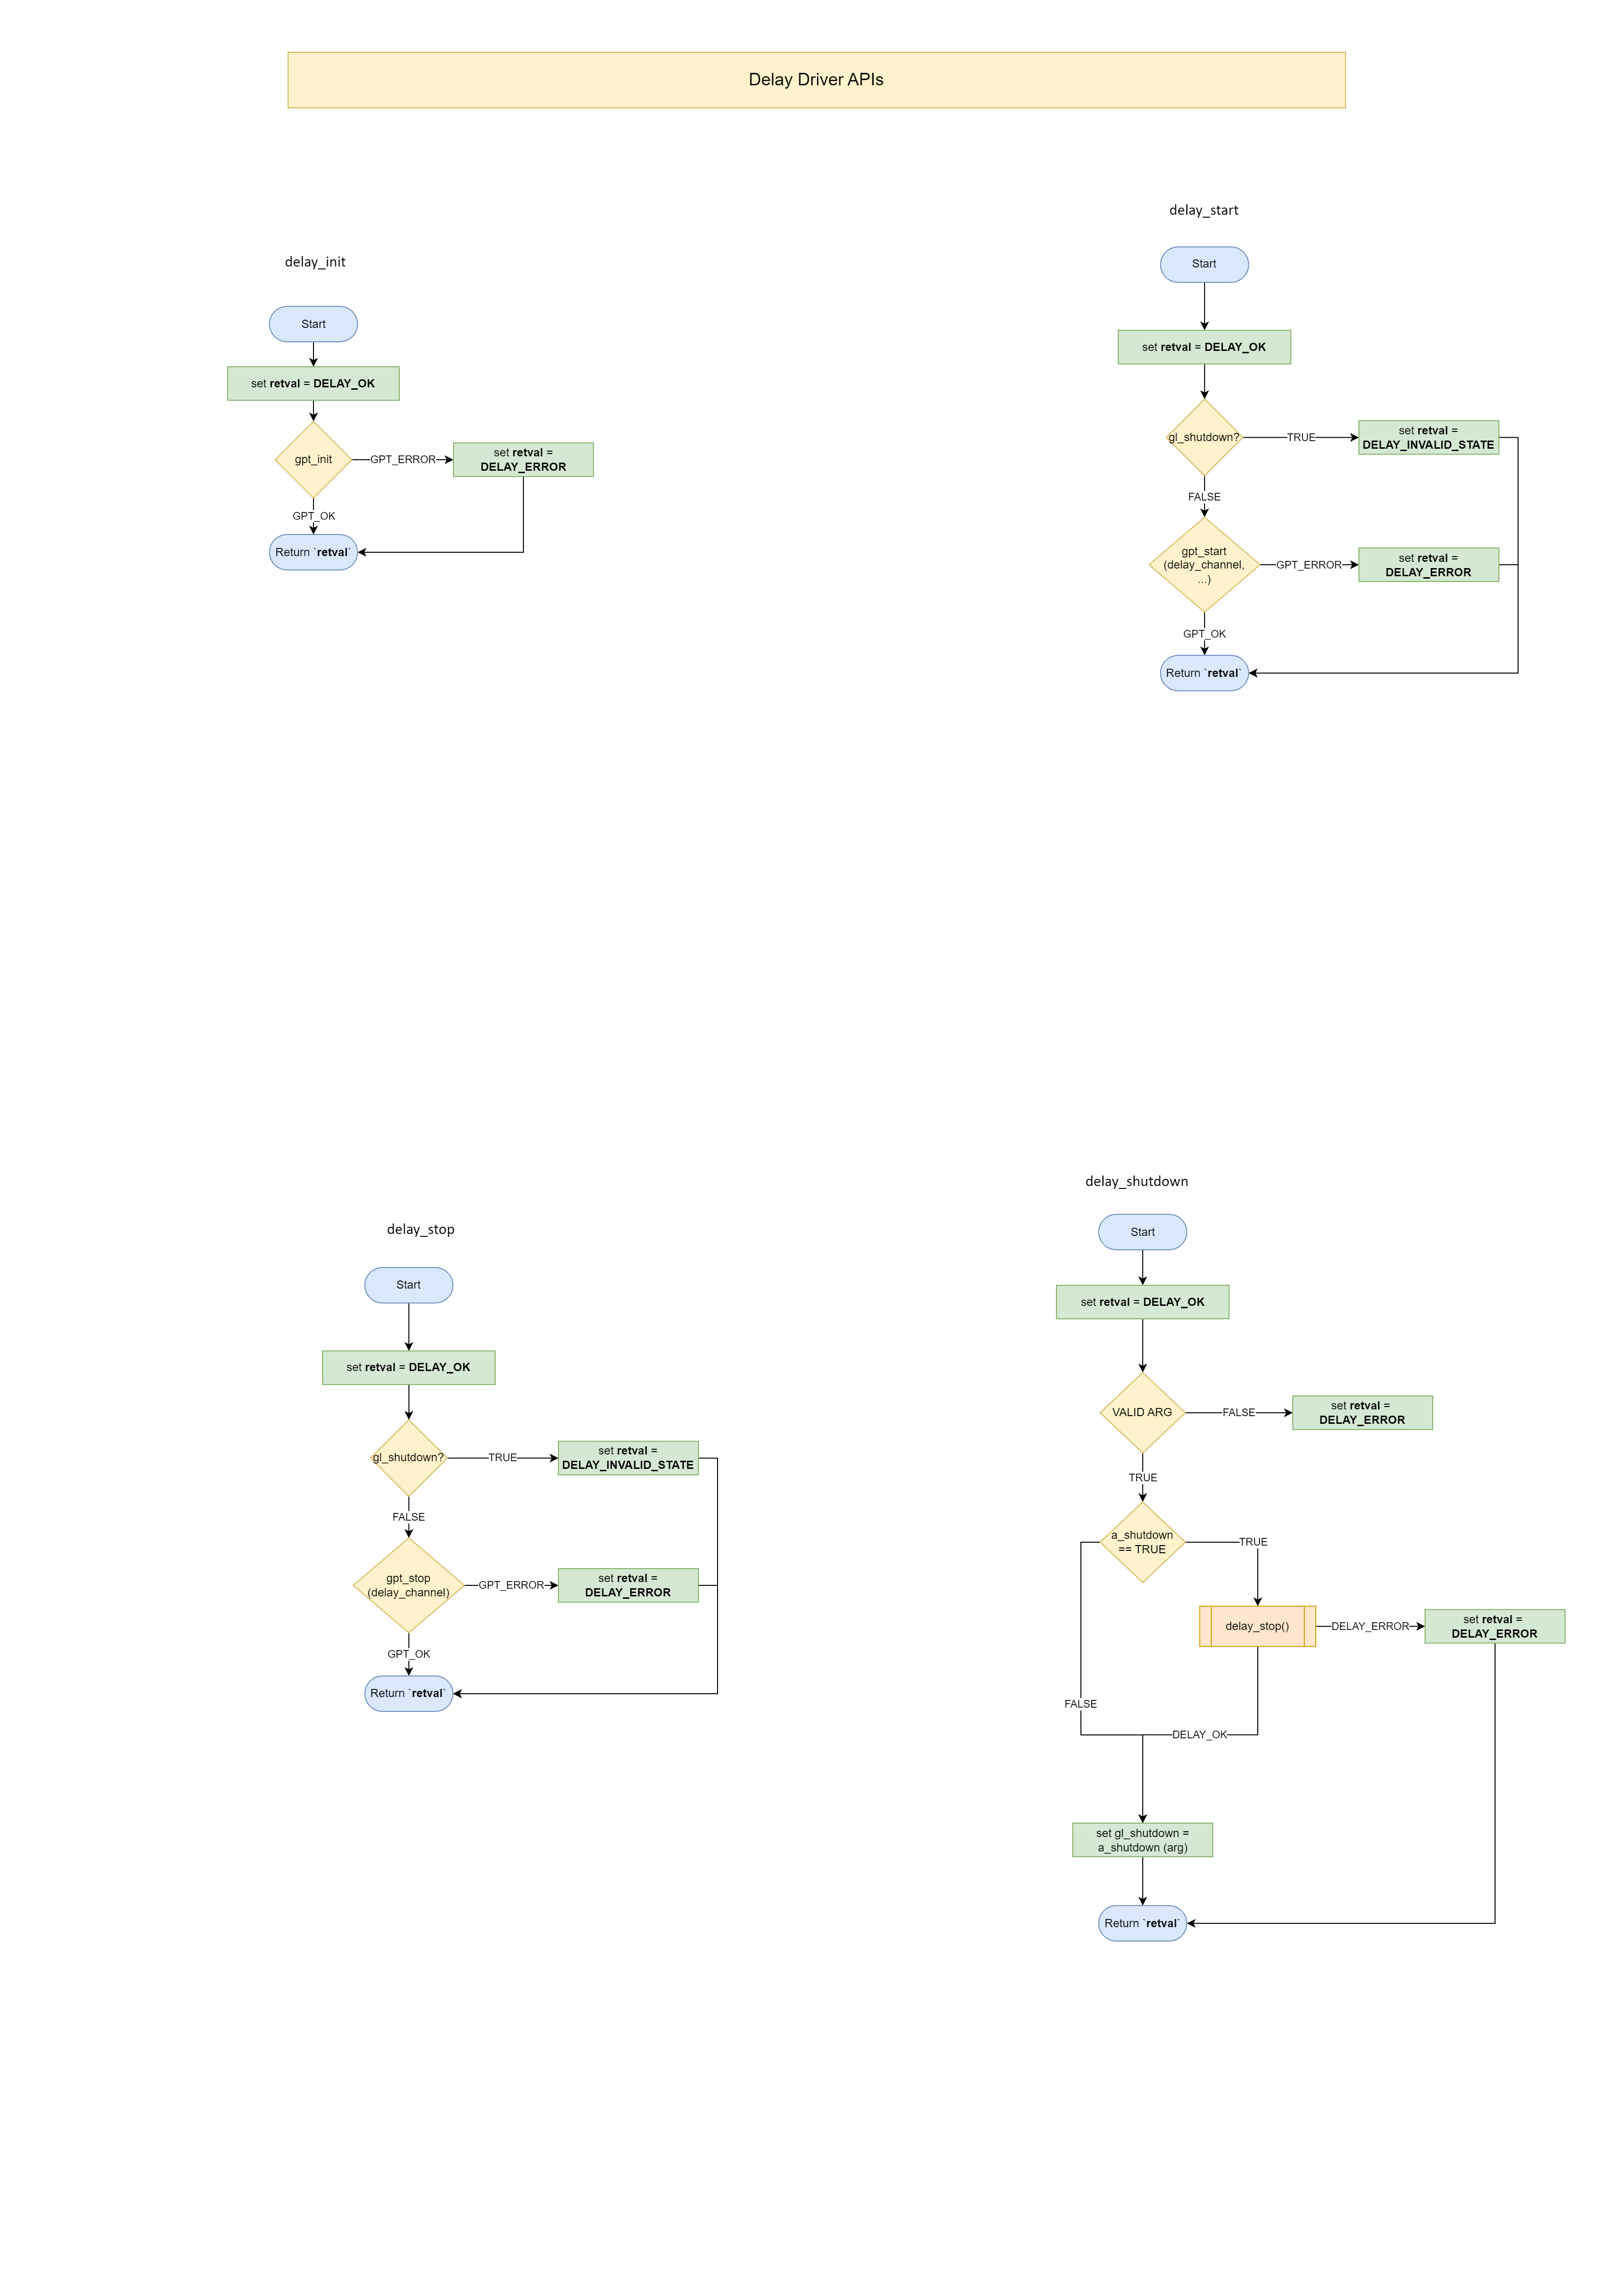 Delay Driver APIs
delay_init
Start
set retval = DELAY_OK
gpt_init
GPT_ERROR
set retval =
DELAY_ERROR
GPT_OK
Return `retval`
delay_start
Start
set retval = DELAY_OK
gl_shutdown?
TRUE
set retval =
DELAY_INVALID_STATE
FALSE
gpt_start
(delay_channel,
...)
GPT_ERROR
set retval =
DELAY_ERROR
GPT_OK
Return `retval`
delay_stop
Start
set retval = DELAY_OK
gl_shutdown?
TRUE
set retval =
DELAY_INVALID_STATE
FALSE
gpt_stop
(delay_channel)
GPT_ERROR
set retval =
DELAY_ERROR
GPT_OK
Return `retval`
delay_shutdown
Start
set retval = DELAY_OK
VALID ARG
FALSE
set retval =
DELAY_ERROR
TRUE
a_shutdown
== TRUE
TRUE
delay_stop()
DELAY_ERROR
set retval =
DELAY_ERROR
FALSE
DELAY_OK
set gl_shutdown =
a_shutdown (arg)
Return `retval`